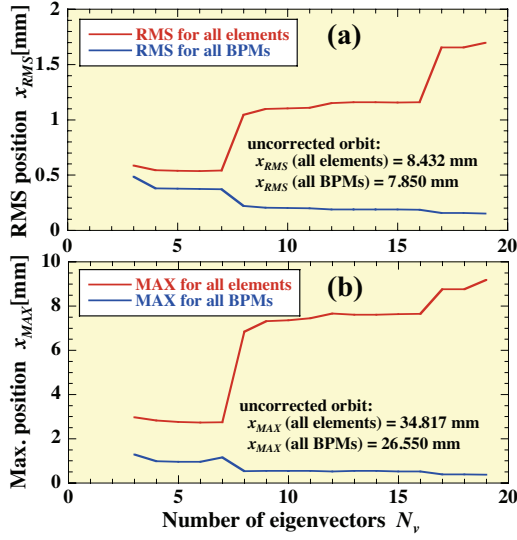 RMS position x_RMS[mm]
2
1.5
1
0.5
0
RMS for all elements
RMS for all BPMs
(a)
uncorrected orbit:
x_RMS (all elements) = 8.432 mm
x_RMS (all BPMs) = 7.850 mm
0 5 10 15 20
Max. position x_MAX[mm]
10
8
6
4
2
0
MAX for all elements
MAX for all BPMs
(b)
uncorrected orbit:
x_MAX (all elements) = 34.817 mm
x_MAX (all BPMs) = 26.550 mm
0 5 10 15 20
Number of eigenvectors N_v